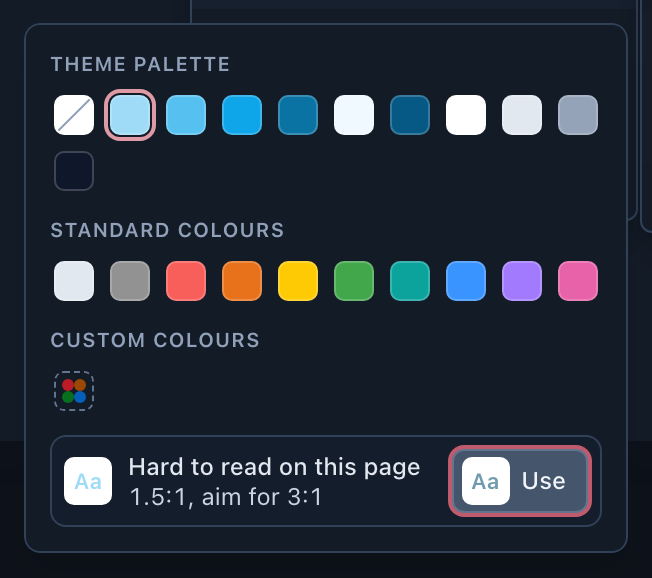 THEME PALETTE
STANDARD COLOURS
CUSTOM COLOURS
Aa
Hard to read on this page
1.5:1, aim for 3:1
Aa
Use